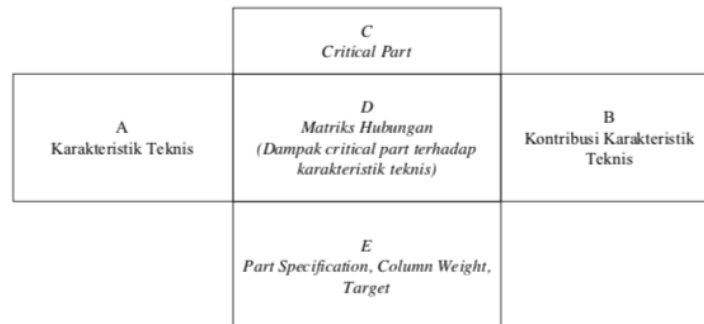 C
Critical Part
A
Karakteristik Teknis
D
Matriks Hubungan
(Dampak critical part terhadap
karakteristik teknis)
B
Kontribusi Karakteristik
Teknis
E
Part Specification, Column Weight,
Target